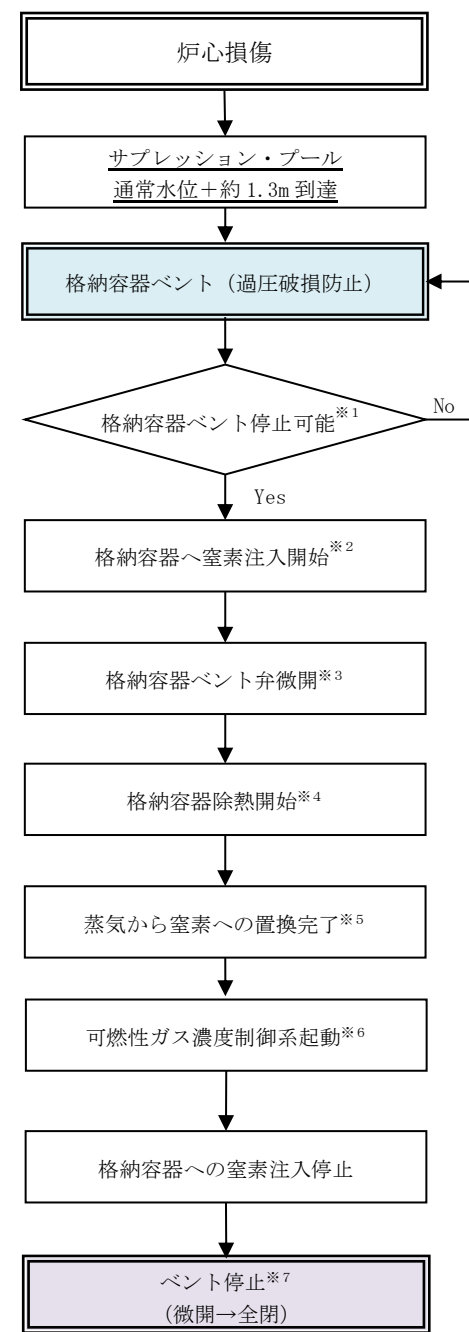 炉心損傷
サプレッション・プール
通常水位＋約1.3m到達
格納容器ベント（過圧破損防止）
格納容器ベント停止可能※1
No
Yes
格納容器へ窒素注入開始※2
格納容器ベント弁微開※3
格納容器除熱開始※4
蒸気から窒素への置換完了※5
可燃性ガス濃度制御系起動※6
格納容器への窒素注入停止
ベント停止※7
（微開→全閉）